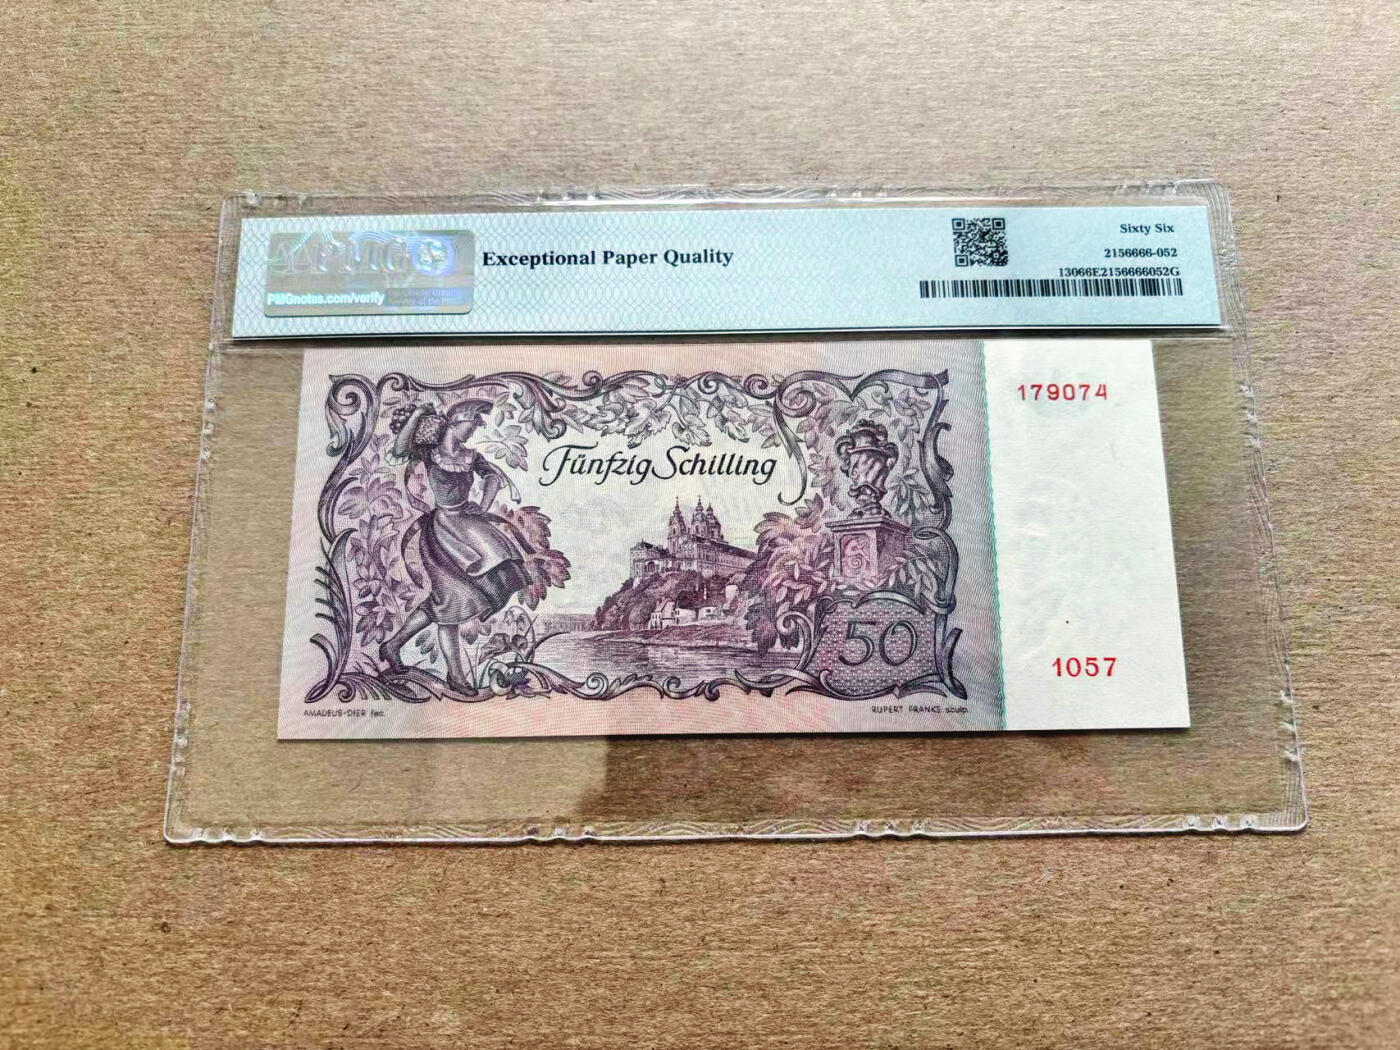 PMG
PMGnotes.com/verify
Exceptional Paper Quality
Sixty Six
2156666-052
13066E2156666052G
179074
Fünfzig Schilling
50
1057
AMADEUS-DIER fec.
RUPERT FRANKE sculp.